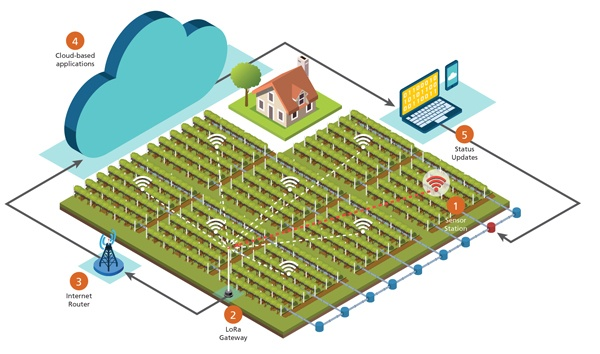 4
Cloud-based
applications
5
Status
Updates
1
Sensor
Station
3
Internet
Router
2
LoRa
Gateway